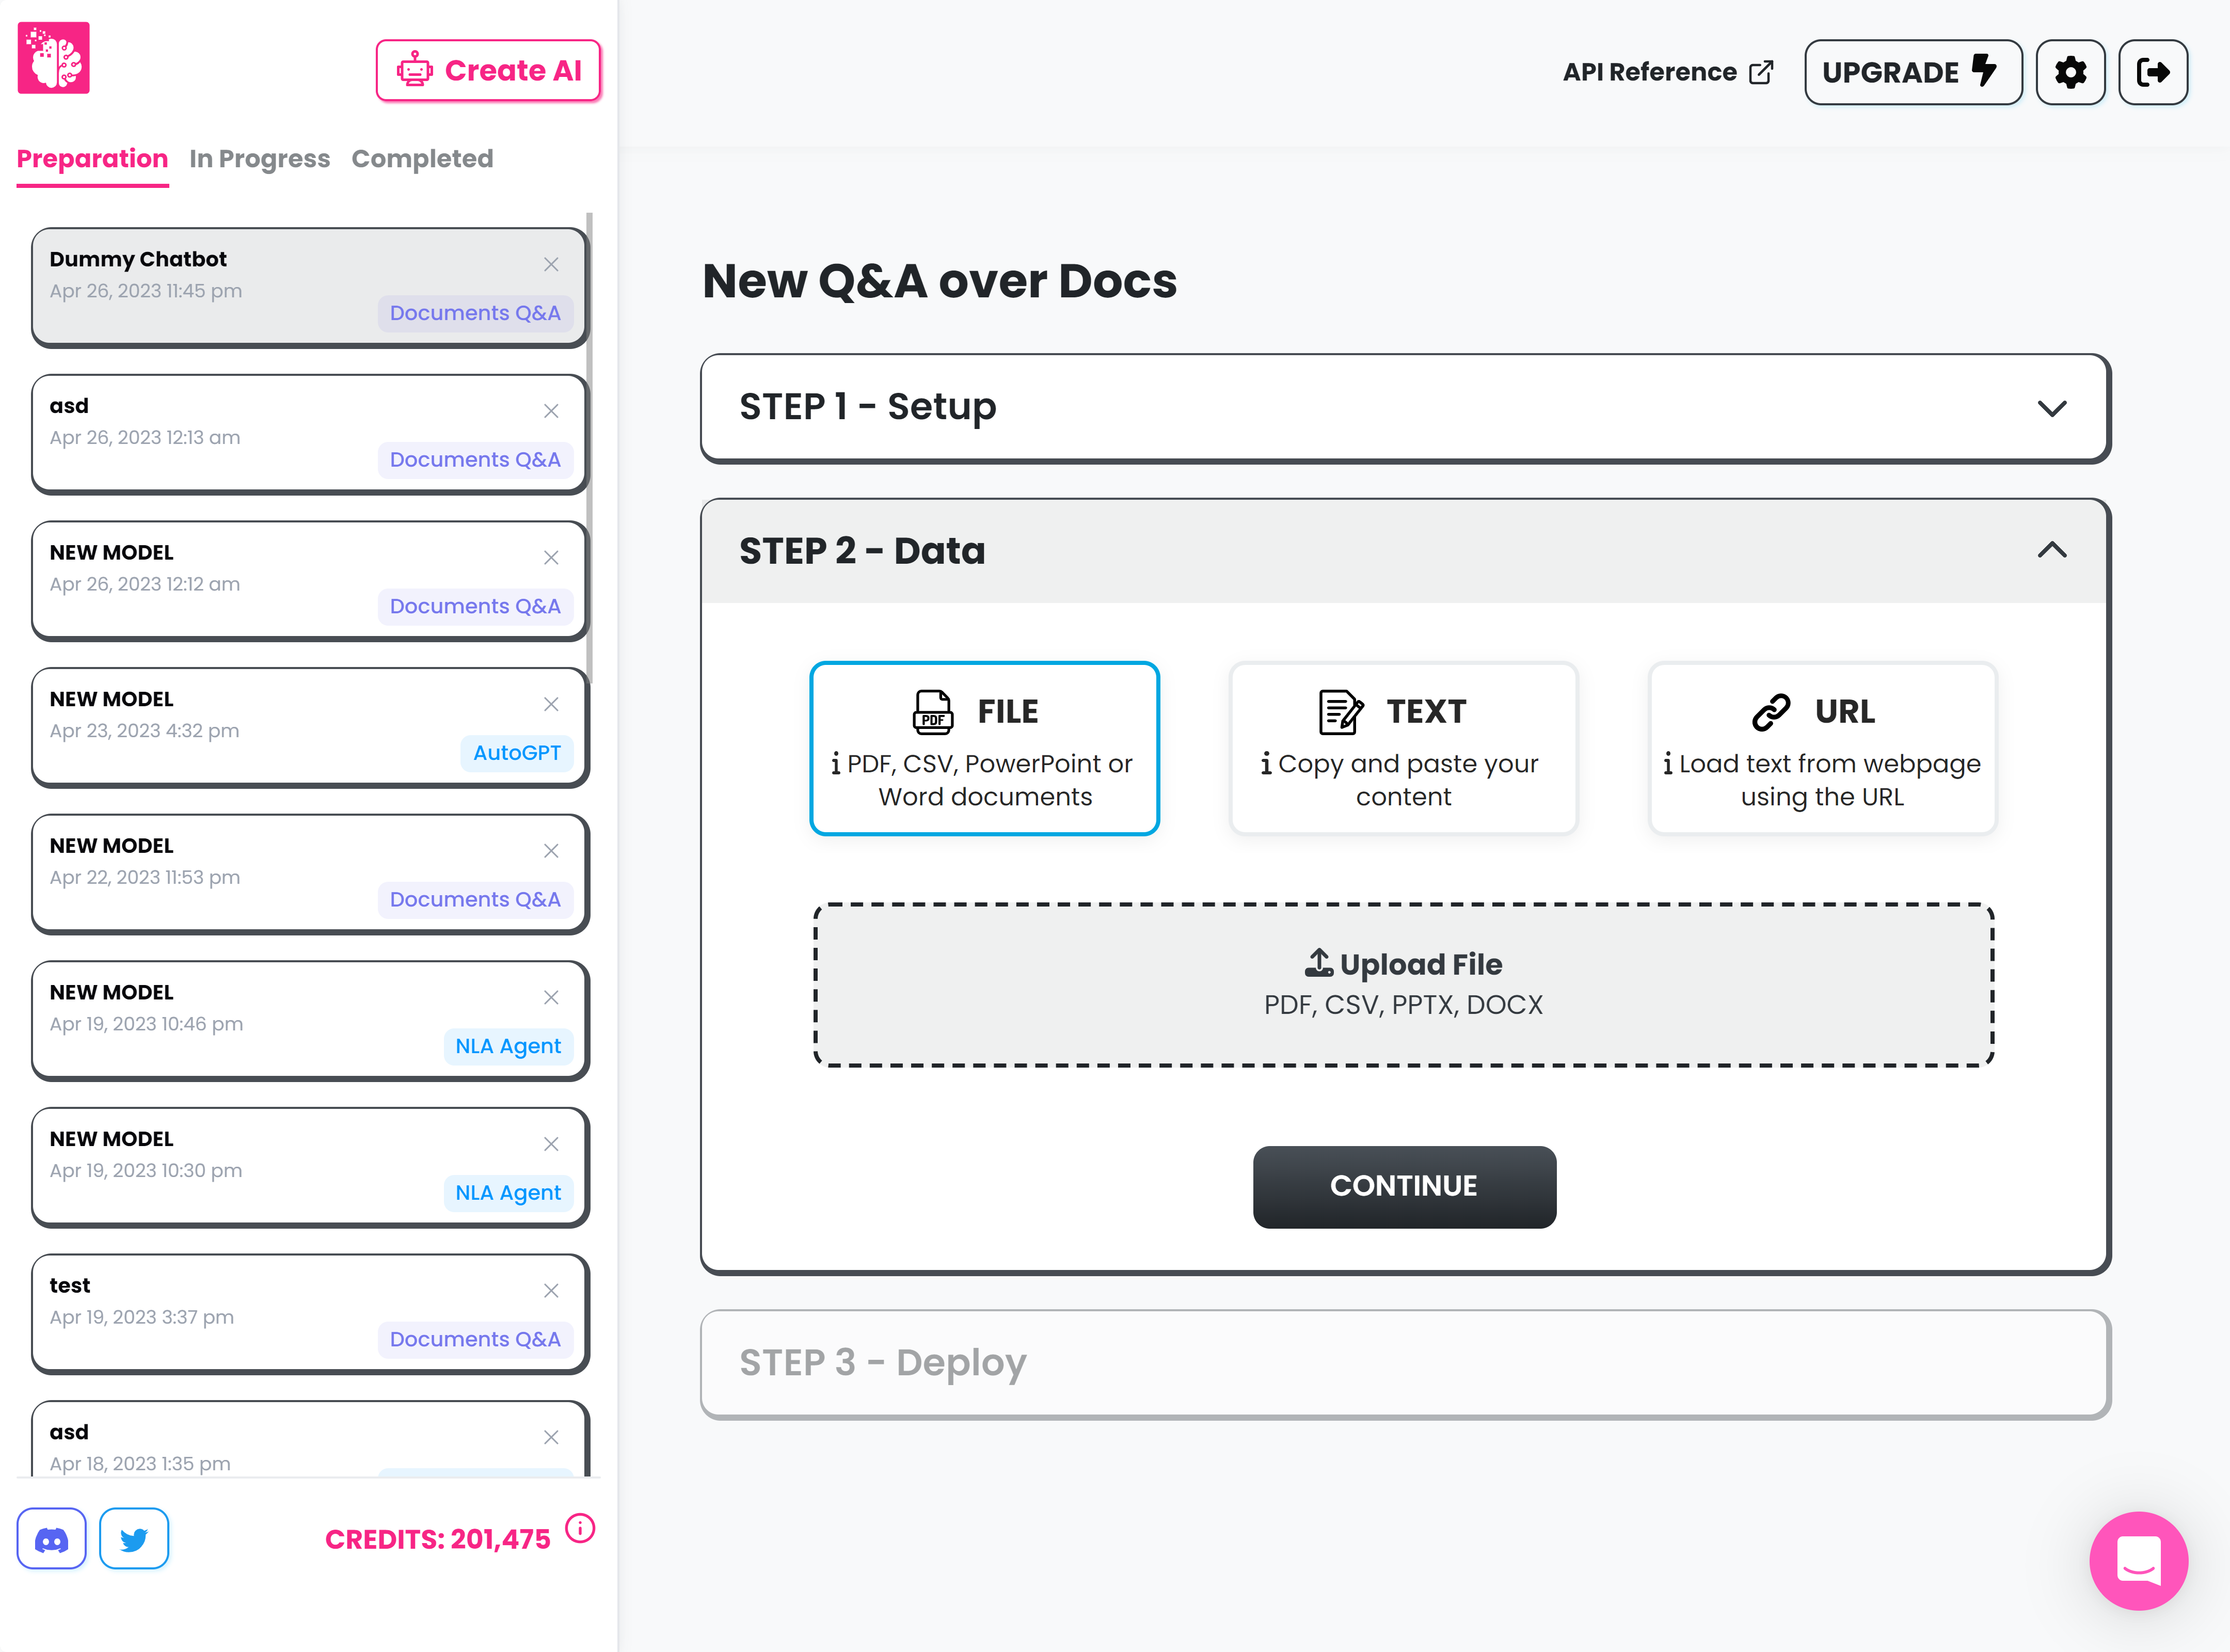 Create AI
API Reference
UPGRADE
Preparation
In Progress
Completed
Dummy Chatbot
Apr 26, 2023 11:45 pm
Documents Q&A
asd
Apr 26, 2023 12:13 am
Documents Q&A
NEW MODEL
Apr 26, 2023 12:12 am
Documents Q&A
NEW MODEL
Apr 23, 2023 4:32 pm
AutoGPT
NEW MODEL
Apr 22, 2023 11:53 pm
Documents Q&A
NEW MODEL
Apr 19, 2023 10:46 pm
NLA Agent
NEW MODEL
Apr 19, 2023 10:30 pm
NLA Agent
test
Apr 19, 2023 3:37 pm
Documents Q&A
asd
Apr 18, 2023 1:35 pm
CREDITS: 201,475
New Q&A over Docs
STEP 1 - Setup
STEP 2 - Data
PDF
FILE
PDF, CSV, PowerPoint or
Word documents
TEXT
Copy and paste your
content
URL
Load text from webpage
using the URL
Upload File
PDF, CSV, PPTX, DOCX
CONTINUE
STEP 3 - Deploy